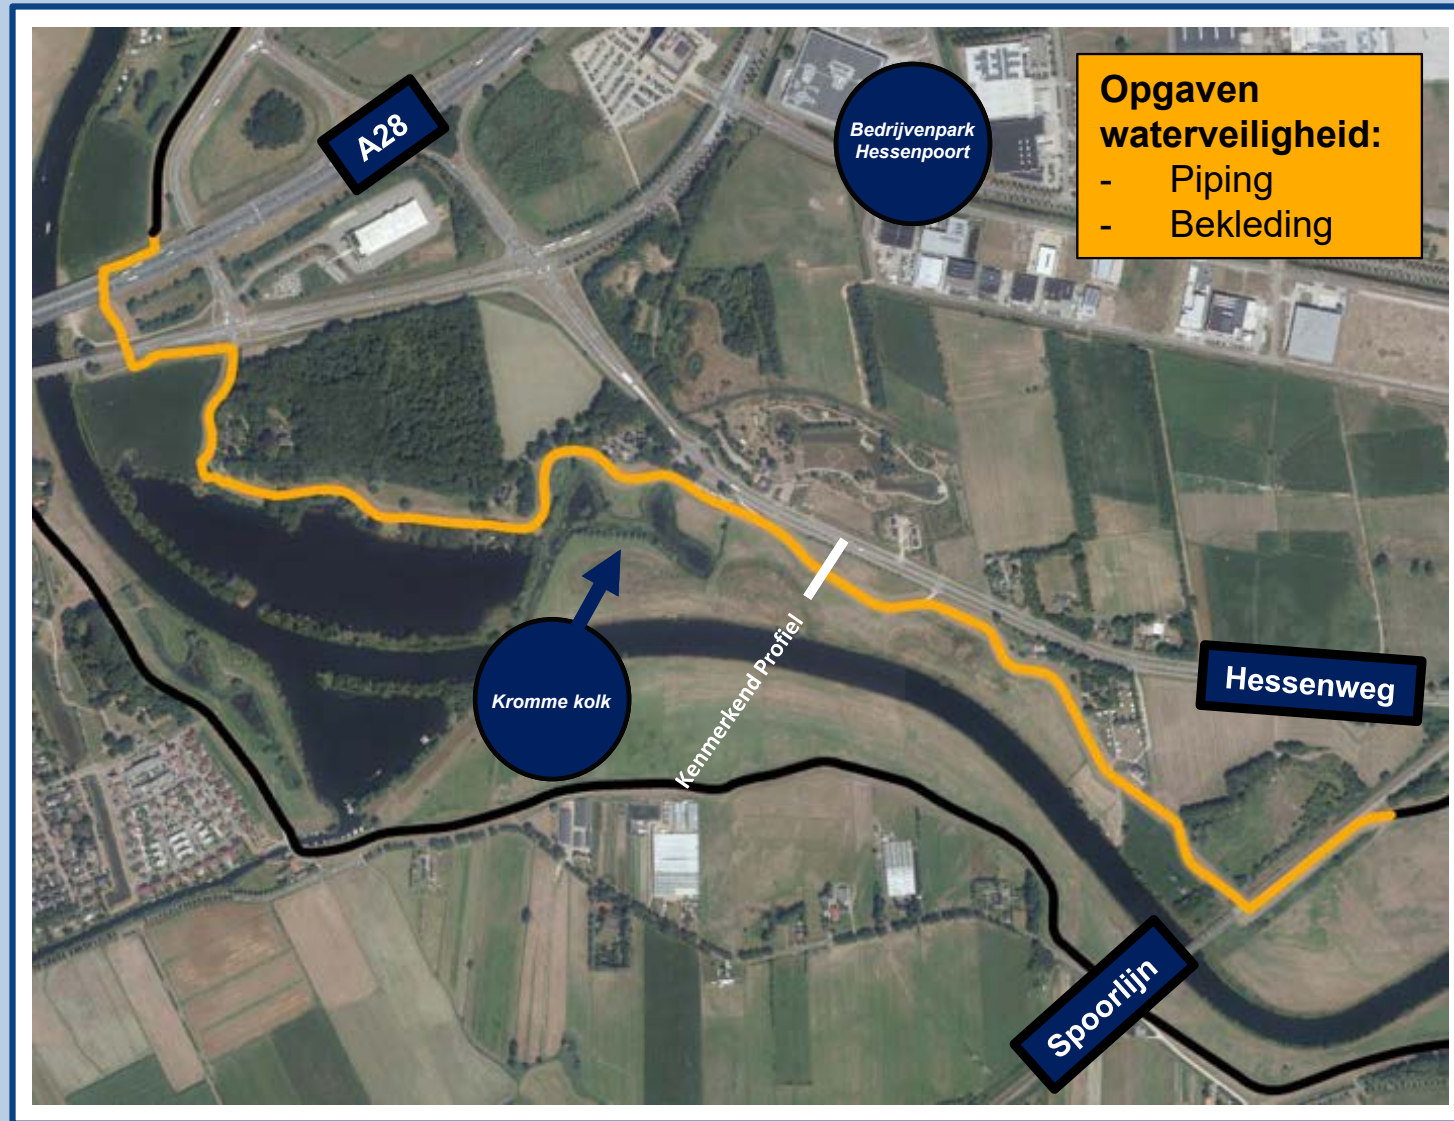 A28
Bedrijvenpark
Hessenpoort
Opgaven
waterveiligheid:
- Piping
- Bekleding
Kenmerkend Profiel
Kromme kolk
Hessenweg
Spoorlijn